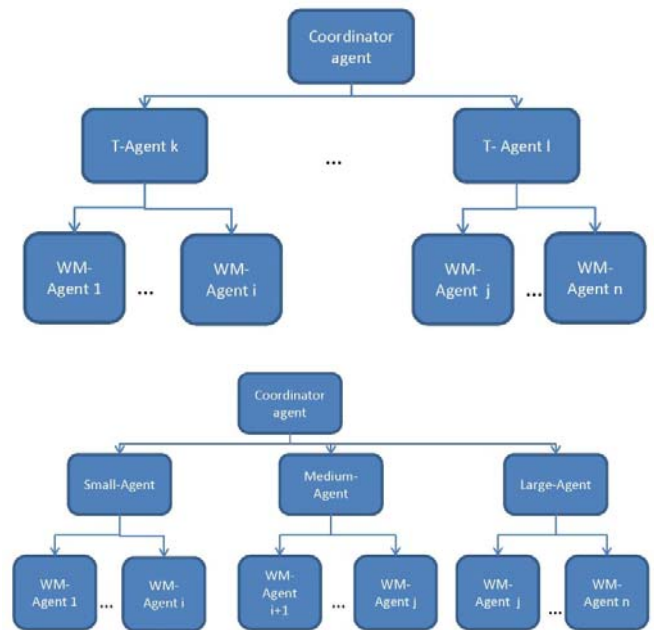 Coordinator
agent
T-Agent k
...
T- Agent l
WM-
Agent 1
...
WM-
Agent i
WM-
Agent j
...
WM-
Agent n
Coordinator
agent
Small-Agent
Medium-
Agent
Large-Agent
WM-
Agent 1
...
WM-
Agent i
WM-
Agent
i+1
...
WM-
Agent j
WM-
Agent j
...
WM-
Agent n